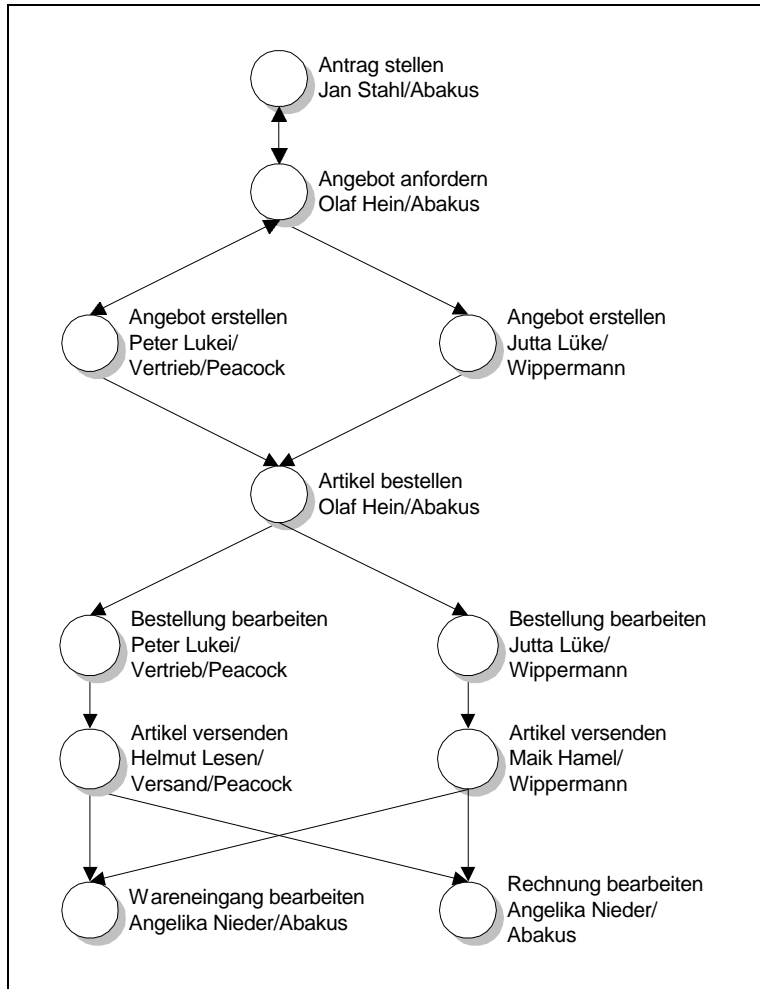 Antrag stellen
Jan Stahl/Abakus
Angebot anfordern
Olaf Hein/Abakus
Angebot erstellen
Peter Lukei/
Vertrieb/Peacock
Angebot erstellen
Jutta Lüke/
Wippermann
Artikel bestellen
Olaf Hein/Abakus
Bestellung bearbeiten
Peter Lukei/
Vertrieb/Peacock
Bestellung bearbeiten
Jutta Lüke/
Wippermann
Artikel versenden
Helmut Lesen/
Versand/Peacock
Artikel versenden
Maik Hamel/
Wippermann
Wareneingang bearbeiten
Angelika Nieder/Abakus
Rechnung bearbeiten
Angelika Nieder/
Abakus